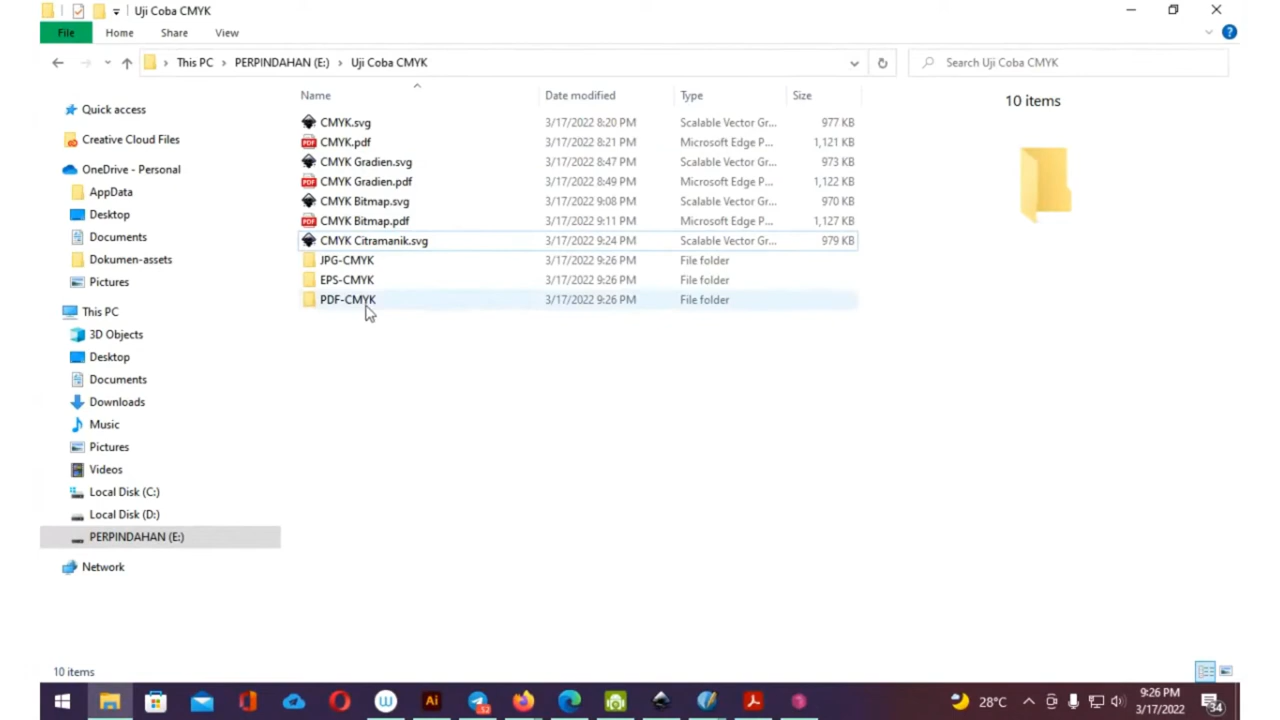 Uji Coba CMYK
File Home Share View
This PC PERPINDAHAN (E:) Uji Coba CMYK
Search Uji Coba CMYK
Name Date modified Type Size
CMYK.svg 3/17/2022 8:20 PM Scalable Vector Gr... 977 KB
CMYK.pdf 3/17/2022 8:21 PM Microsoft Edge P... 1,121 KB
CMYK Gradien.svg 3/17/2022 8:47 PM Scalable Vector Gr... 973 KB
CMYK Gradien.pdf 3/17/2022 8:49 PM Microsoft Edge P... 1,122 KB
CMYK Bitmap.svg 3/17/2022 9:08 PM Scalable Vector Gr... 970 KB
CMYK Bitmap.pdf 3/17/2022 9:11 PM Microsoft Edge P... 1,127 KB
CMYK Citramanik.svg 3/17/2022 9:24 PM Scalable Vector Gr... 979 KB
JPG-CMYK 3/17/2022 9:26 PM File folder
EPS-CMYK 3/17/2022 9:26 PM File folder
PDF-CMYK 3/17/2022 9:26 PM File folder
10 items
Quick access
Creative Cloud Files
OneDrive - Personal
AppData
Desktop
Documents
Dokumen-assets
Pictures
This PC
3D Objects
Desktop
Documents
Downloads
Music
Pictures
Videos
Local Disk (C:)
Local Disk (D:)
PERPINDAHAN (E:)
Network
10 items
28°C
9:26 PM
3/17/2022
34